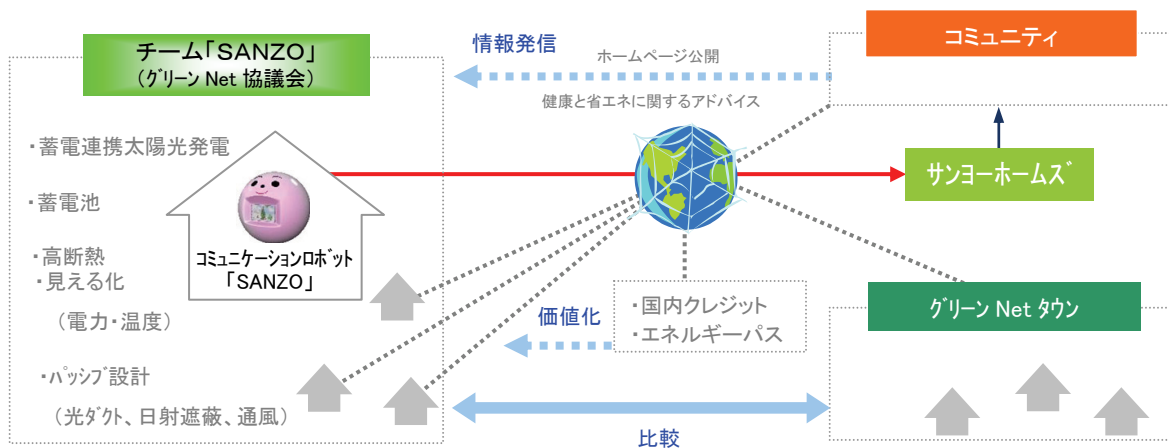 チーム「SANZO」
（グリーン Net 協議会）
・蓄電連携太陽光発電
・蓄電池
・高断熱
・見える化
（電力・温度）
・パッシブ設計
（光ダクト、日射遮蔽、通風）
コミュニケーションロボット
「SANZO」
情報発信
ホームページ公開
健康と省エネに関するアドバイス
価値化
・国内クレジット
・エネルギーパス
比較
コミュニティ
サンヨーホームズ
グリーン Net タウン